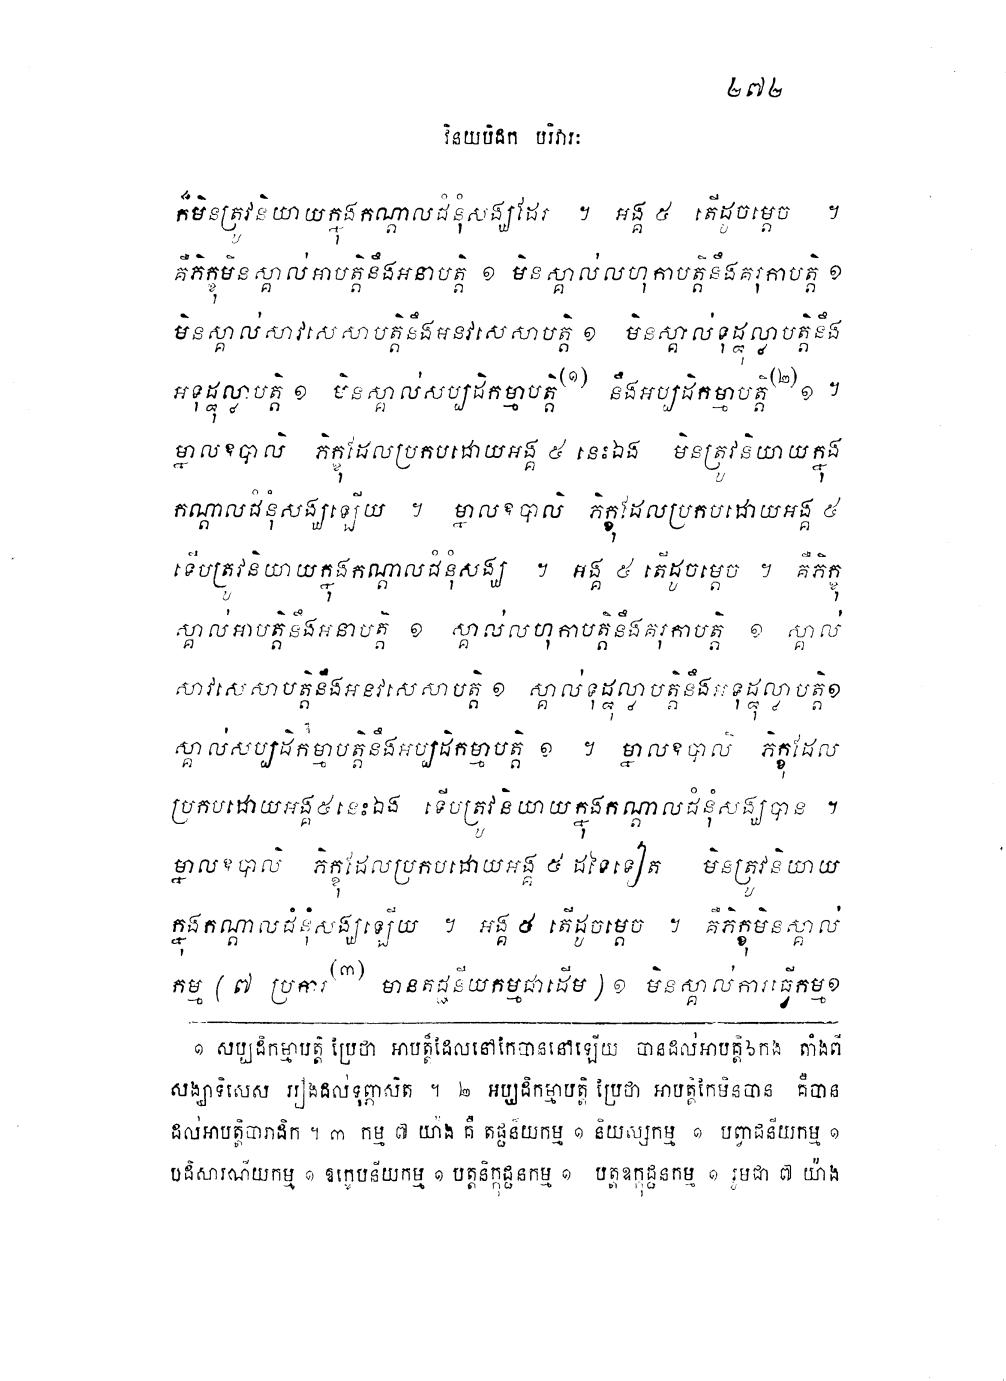 ២៧២
វិនយបិដក បរិវារៈ
ក៏មិនត្រូវនិយាយក្នុងកណ្តាលជំនុំសង្ឃដែរ ។ អង្គ ៥ តើដូចម្តេច ។
គឺភិក្ខុមិនស្គាល់អាបត្តិនឹងអនាបត្តិ ១ មិនស្គាល់លហុកាបត្តិនឹងគរុកាបត្តិ ១
មិនស្គាល់សាវសេសាបត្តិនឹងអនវសេសាបត្តិ ១ មិនស្គាល់ទុដ្ឋុល្លាបត្តិនឹង
អទុដ្ឋុល្លាបត្តិ ១ មិនស្គាល់សប្បដិកម្មាបត្តិ(១) នឹងអប្បដិកម្មាបត្តិ(២)១ ។
ម្នាលឧបាលិ ភិក្ខុដែលប្រកបដោយអង្គ ៥ នេះឯង មិនត្រូវនិយាយក្នុង
កណ្តាលជំនុំសង្ឃឡើយ ។ ម្នាលឧបាលិ ភិក្ខុដែលប្រកបដោយអង្គ ៥
ទើបត្រូវនិយាយក្នុងកណ្តាលជំនុំសង្ឃ ។ អង្គ ៥ តើដូចម្តេច ។ គឺភិក្ខុ
ស្គាល់អាបត្តិនឹងអនាបត្តិ ១ ស្គាល់លហុកាបត្តិនឹងគរុកាបត្តិ ១ ស្គាល់
សាវសេសាបត្តិនឹងអនវសេសាបត្តិ ១ ស្គាល់ទុដ្ឋុល្លាបត្តិនឹងអទុដ្ឋុល្លាបត្តិ១
ស្គាល់សប្បដិកម្មាបត្តិនឹងអប្បដិកម្មាបត្តិ ១ ។ ម្នាលឧបាលិ ភិក្ខុដែល
ប្រកបដោយអង្គ៥នេះឯង ទើបត្រូវនិយាយក្នុងកណ្តាលជំនុំសង្ឃបាន ។
ម្នាលឧបាលិ ភិក្ខុដែលប្រកបដោយអង្គ ៥ ដទៃទៀត មិនត្រូវនិយាយ
ក្នុងកណ្តាលជំនុំសង្ឃឡើយ ។ អង្គ ៥ តើដូចម្តេច ។ គឺភិក្ខុមិនស្គាល់
កម្ម ( ៧ ប្រការ(៣) មានតជ្ជនីយកម្មជាដើម ) ១ មិនស្គាល់ការធ្វើកម្ម១
១ សប្បដិកម្មាបត្តិ ប្រែថា អាបត្តិដែលនៅកែបាននៅឡើយ បានដល់អាបត្តិ៦កង តាំងពី
សង្ឃាទិសេស រៀងដល់ទុព្ភាសិត ។ ២ អប្បដិកម្មាបត្តិ ប្រែថា អាបត្តិកែមិនបាន គឺបាន
ដល់អាបត្តិបារាជិក ។ ៣ កម្ម ៧ យ៉ាង គឺ តជ្ជនីយកម្ម ១ និយស្សកម្ម ១ បព្វាជនីយកម្ម ១
បដិសារណីយកម្ម ១ ឧក្ខេបនីយកម្ម ១ បត្តនិក្កុជ្ជនកម្ម ១ បត្តឧក្កុជ្ជនកម្ម ១ រួមជា ៧ យ៉ាង